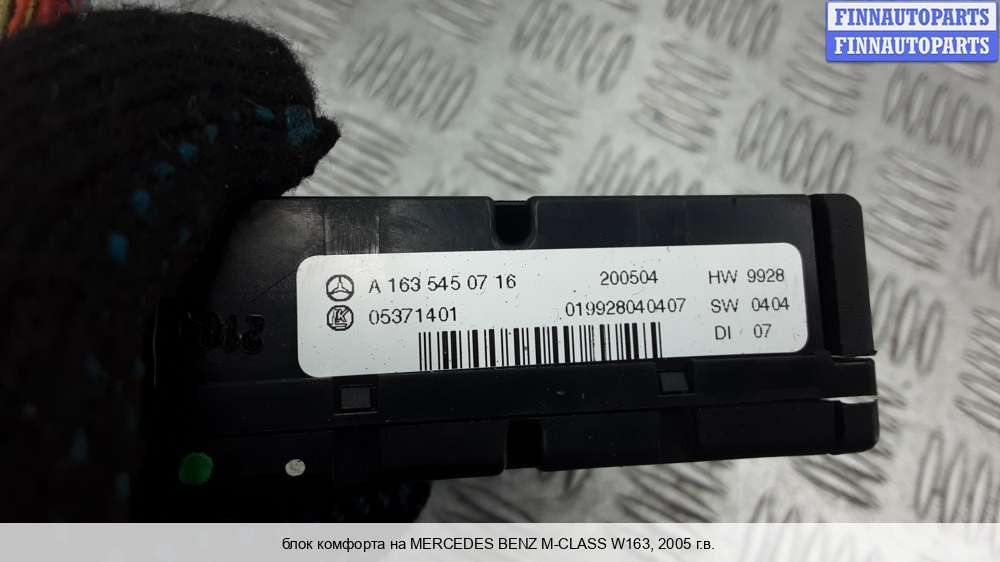 FINNAUTOPARTS
FINNAUTOPARTS
A 163 545 07 16 200504 HW 9928
05371401 019928040407 SW 0404
DI 07
блок комфорта на MERCEDES BENZ M-CLASS W163, 2005 г.в.